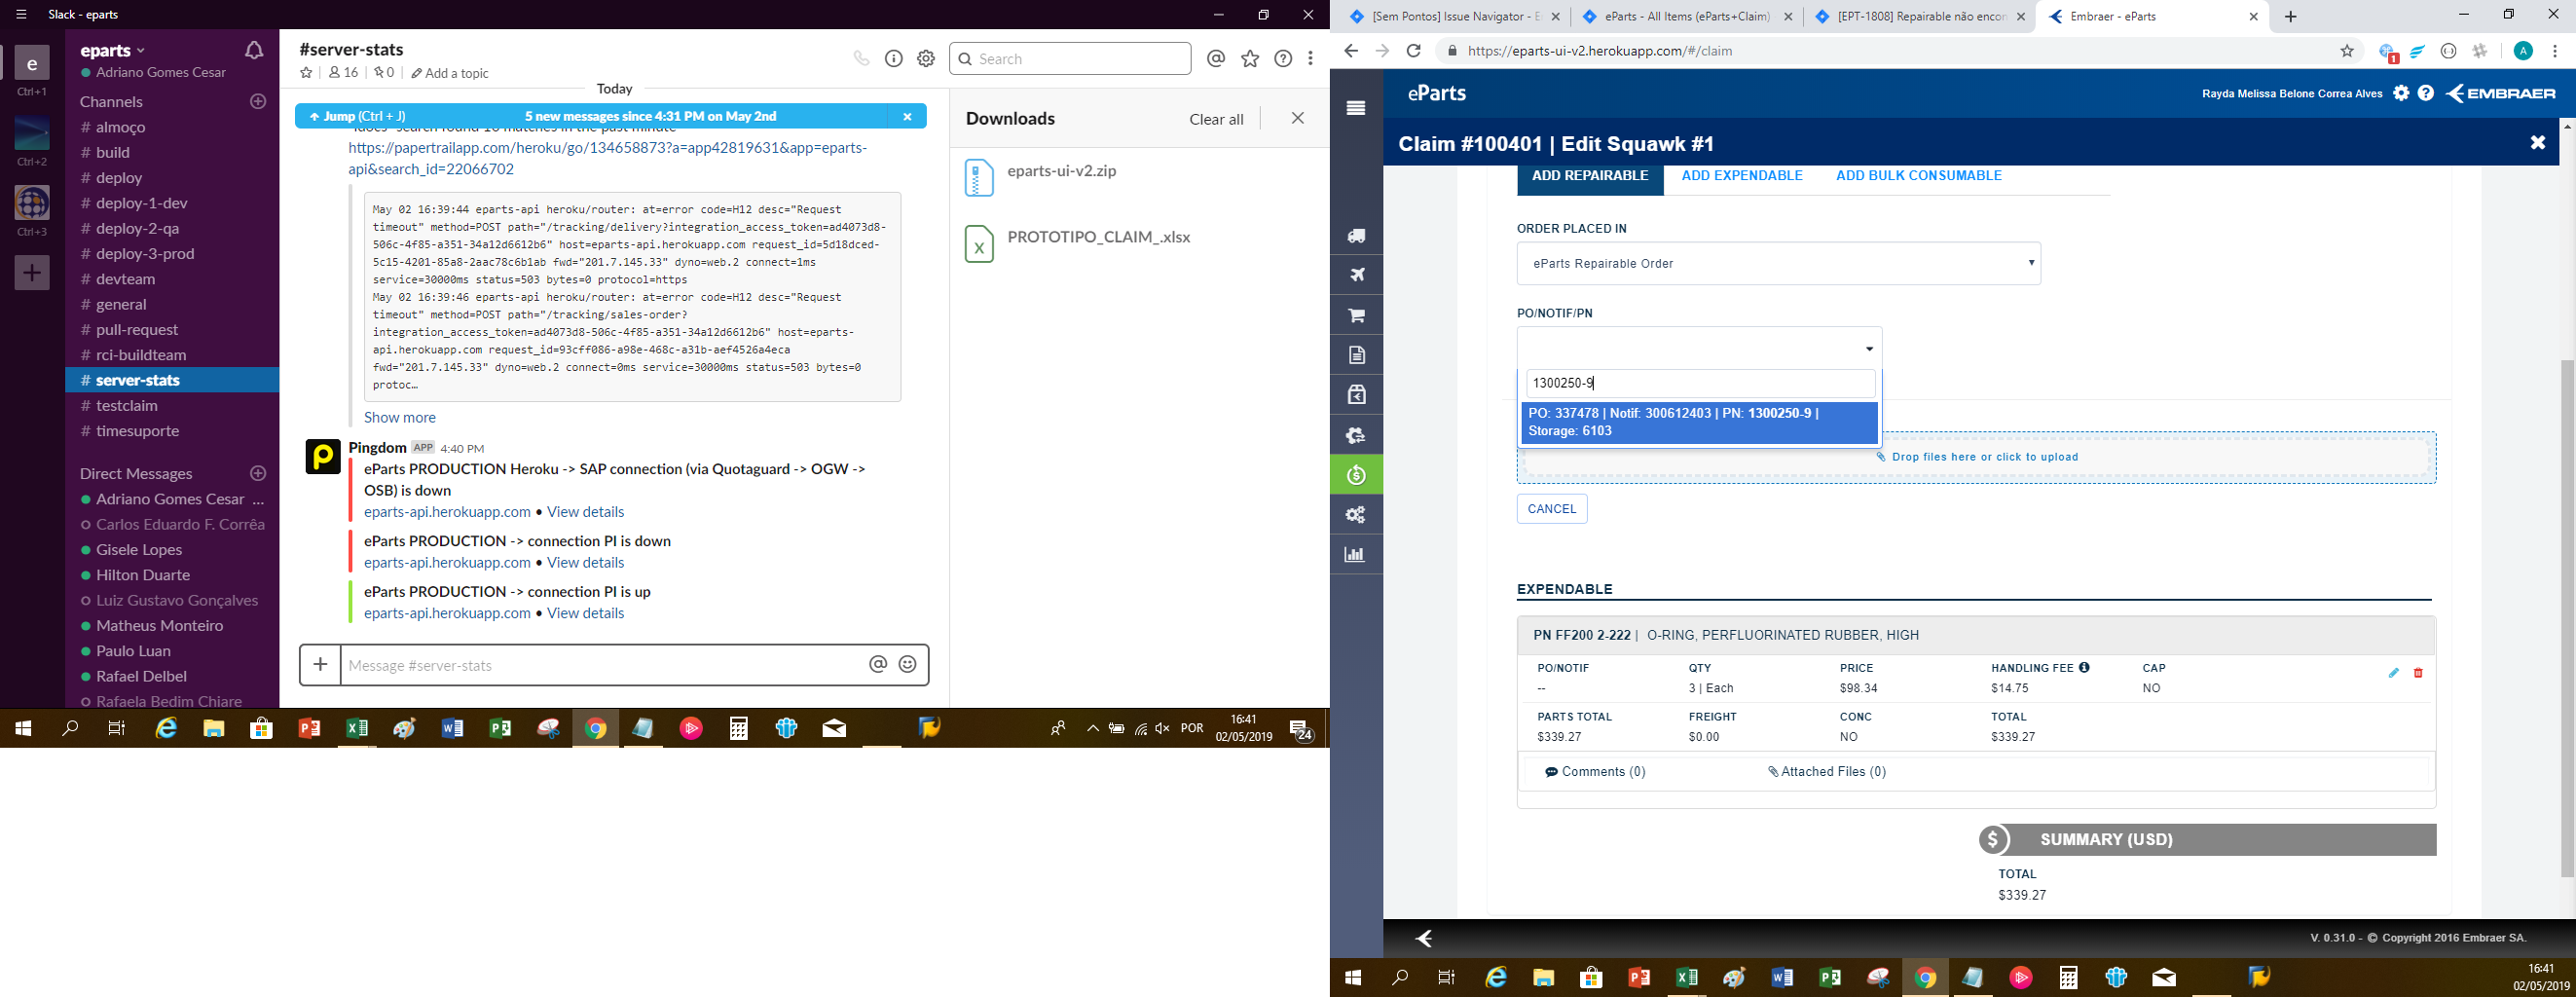 Slack - eparts
eparts
Adriano Gomes Cesar
e
Ctrl+1
Ctrl+2
Ctrl+3
Channels
# almoço
# build
# deploy
# deploy-1-dev
# deploy-2-qa
# deploy-3-prod
# devteam
# general
# pull-request
# rci-buildteam
# server-stats
# testclaim
# timesuporte
Direct Messages
Adriano Gomes Cesar ...
Carlos Eduardo F. Corrêa
Gisele Lopes
Hilton Duarte
Luiz Gustavo Gonçalves
Matheus Monteiro
Paulo Luan
Rafael Delbel
Rafaela Bedim Chiare
#server-stats
16 | 0 | Add a topic
Search
Today
Jump (Ctrl + J) 5 new messages since 4:31 PM on May 2nd
"idocs" search found 10 matches in the past minute
https://papertrailapp.com/heroku/go/134658873?a=app42819631&app=eparts-
api&search_id=22066702
May 02 16:39:44 eparts-api heroku/router: at=error code=H12 desc="Request
timeout" method=POST path="/tracking/delivery?integration_access_token=ad4073d8-
506c-4f85-a351-34a12d6612b6" host=eparts-api.herokuapp.com request_id=5d18dced-
5c15-4201-85a8-2aac78c6b1ab fwd="201.7.145.33" dyno=web.2 connect=1ms
service=30000ms status=503 bytes=0 protocol=https
May 02 16:39:46 eparts-api heroku/router: at=error code=H12 desc="Request
timeout" method=POST path="/tracking/sales-order?
integration_access_token=ad4073d8-506c-4f85-a351-34a12d6612b6" host=eparts-
api.herokuapp.com request_id=93cff086-a98e-468c-a31b-aef4526a4eca
fwd="201.7.145.33" dyno=web.2 connect=0ms service=30000ms status=503 bytes=0
protoc…
Show more
Pingdom APP 4:40 PM
eParts PRODUCTION Heroku -> SAP connection (via Quotaguard -> OGW ->
OSB) is down
eparts-api.herokuapp.com • View details
eParts PRODUCTION -> connection PI is down
eparts-api.herokuapp.com • View details
eParts PRODUCTION -> connection PI is up
eparts-api.herokuapp.com • View details
Message #server-stats
Downloads
Clear all
eparts-ui-v2.zip
PROTOTIPO_CLAIM_.xlsx
POR
16:41
02/05/2019
24
[Sem Pontos] Issue Navigator - E
eParts - All Items (eParts+Claim)
[EPT-1808] Repairable não encon
Embraer - eParts
https://eparts-ui-v2.herokuapp.com/#/claim
1
A
eParts
Rayda Melissa Belone Correa Alves
EMBRAER
Claim #100401 | Edit Squawk #1
ADD REPAIRABLE
ADD EXPENDABLE
ADD BULK CONSUMABLE
ORDER PLACED IN
eParts Repairable Order
PO/NOTIF/PN
1300250-9
PO: 337478 | Notif: 300612403 | PN: 1300250-9 |
Storage: 6103
Drop files here or click to upload
CANCEL
EXPENDABLE
PN FF200 2-222 | O-RING, PERFLUORINATED RUBBER, HIGH
PO/NOTIF QTY PRICE HANDLING FEE CAP
-- 3 | Each $98.34 $14.75 NO
PARTS TOTAL FREIGHT CONC TOTAL
$339.27 $0.00 NO $339.27
Comments (0)
Attached Files (0)
SUMMARY (USD)
TOTAL
$339.27
V. 0.31.0 - © Copyright 2016 Embraer SA.
16:41
02/05/2019